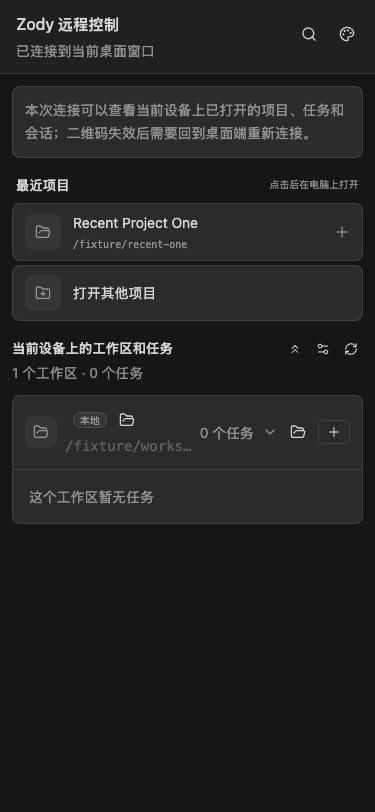 Zody 远程控制
已连接到当前桌面窗口
本次连接可以查看当前设备上已打开的项目、任务和
会话；二维码失效后需要回到桌面端重新连接。
最近项目
点击后在电脑上打开
Recent Project One
/fixture/recent-one
打开其他项目
当前设备上的工作区和任务
1 个工作区 · 0 个任务
本地
/fixture/works…
0 个任务
这个工作区暂无任务